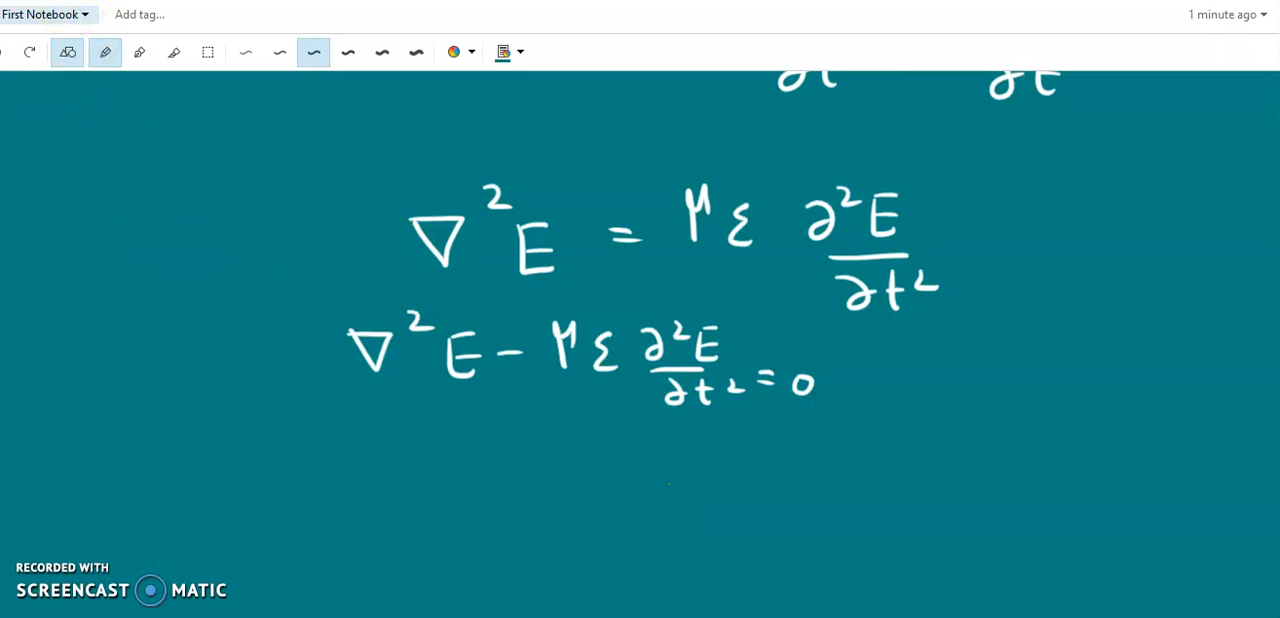 First Notebook Add tag... 1 minute ago
∂t ∂t
∇²E = με ∂²E/∂t²
∇²E − με ∂²E/∂t² = 0
RECORDED WITH
SCREENCAST MATIC